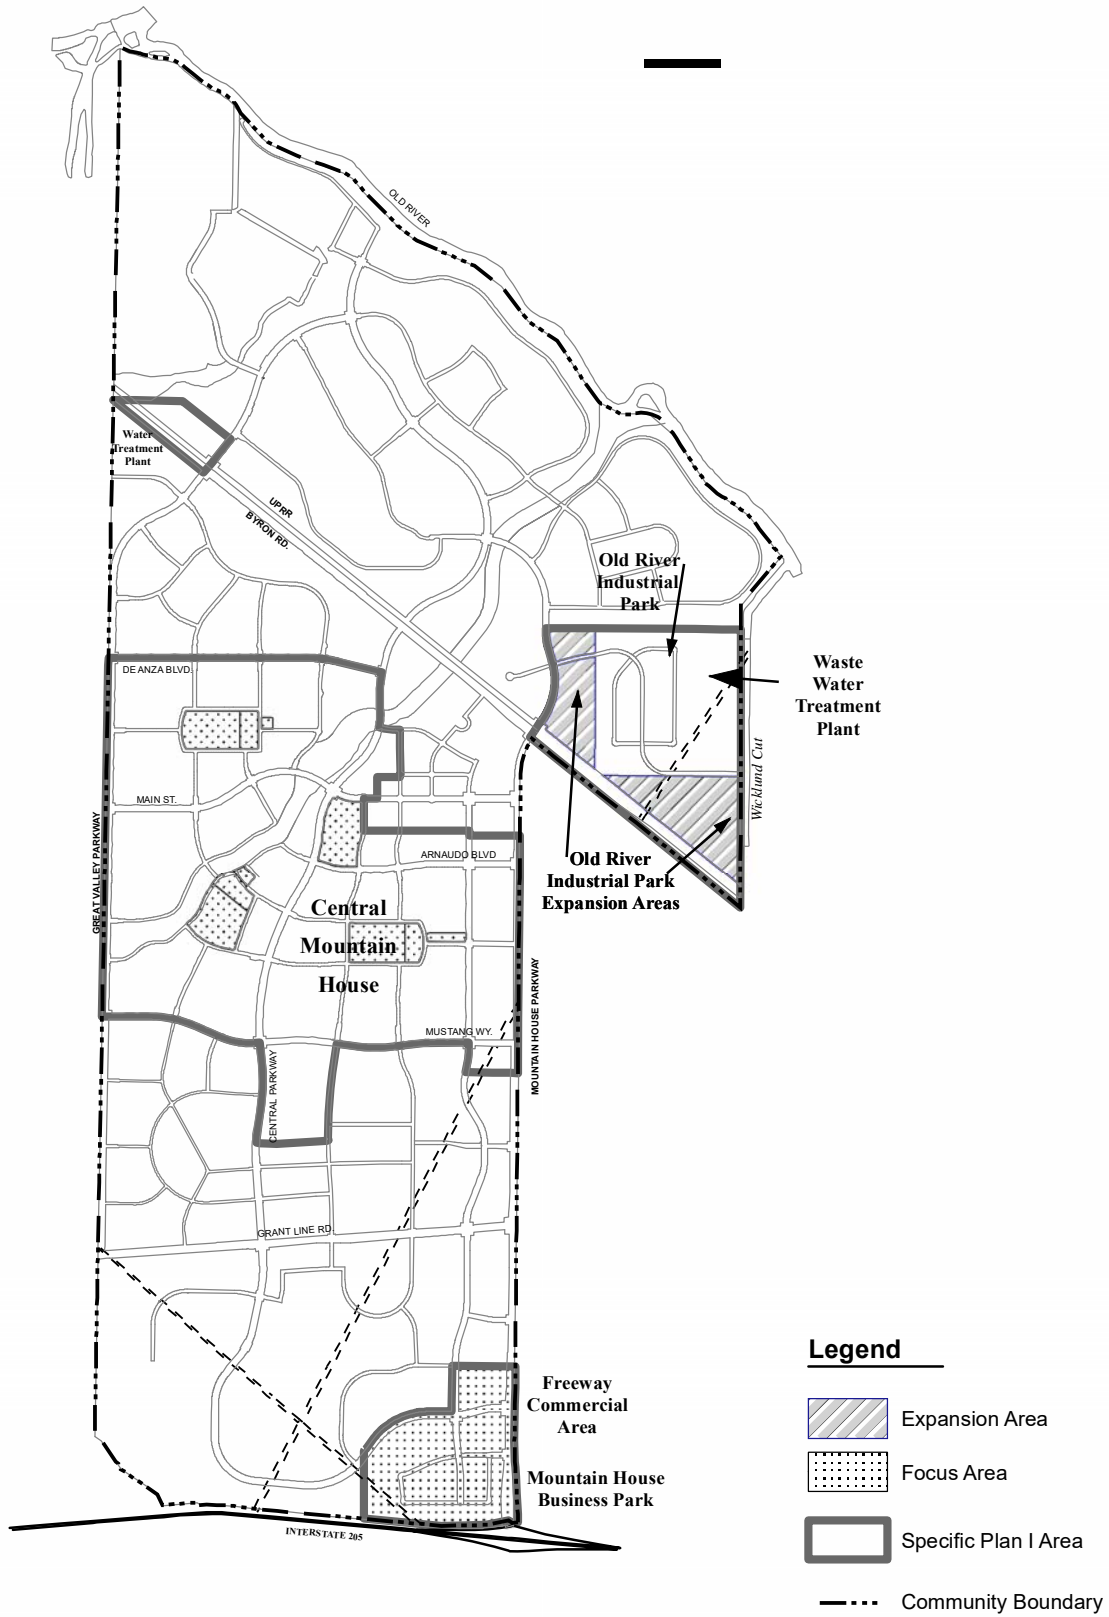 OLD RIVER
Water
Treatment
Plant
UPRR
BYRON RD.
Old River
Industrial
Park
Waste
Water
Treatment
Plant
DE ANZA BLVD.
Wicklund Cut
MAIN ST.
GREAT VALLEY PARKWAY
ARNAUDO BLVD
Old River
Industrial Park
Expansion Areas
Central
Mountain
House
MOUNTAIN HOUSE PARKWAY
MUSTANG WY.
CENTRAL PARKWAY
GRANT LINE RD.
Freeway
Commercial
Area
Mountain House
Business Park
INTERSTATE 205
Legend
Expansion Area
Focus Area
Specific Plan I Area
Community Boundary